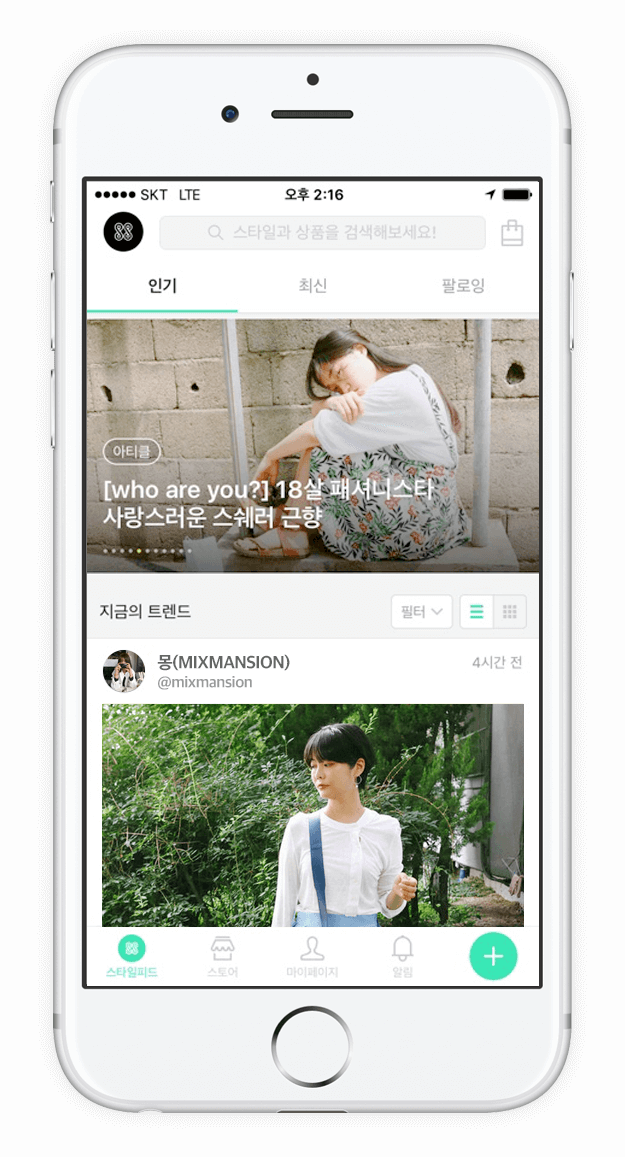 SKT LTE 오후 2:16
스타일과 상품을 검색해보세요!
인기 최신 팔로잉
아티클
[who are you?] 18살 패셔니스타
사랑스러운 스쉐러 근향
지금의 트렌드 필터
몽(MIXMANSION) 4시간 전
@mixmansion
스타일피드 스토어 마이페이지 알림